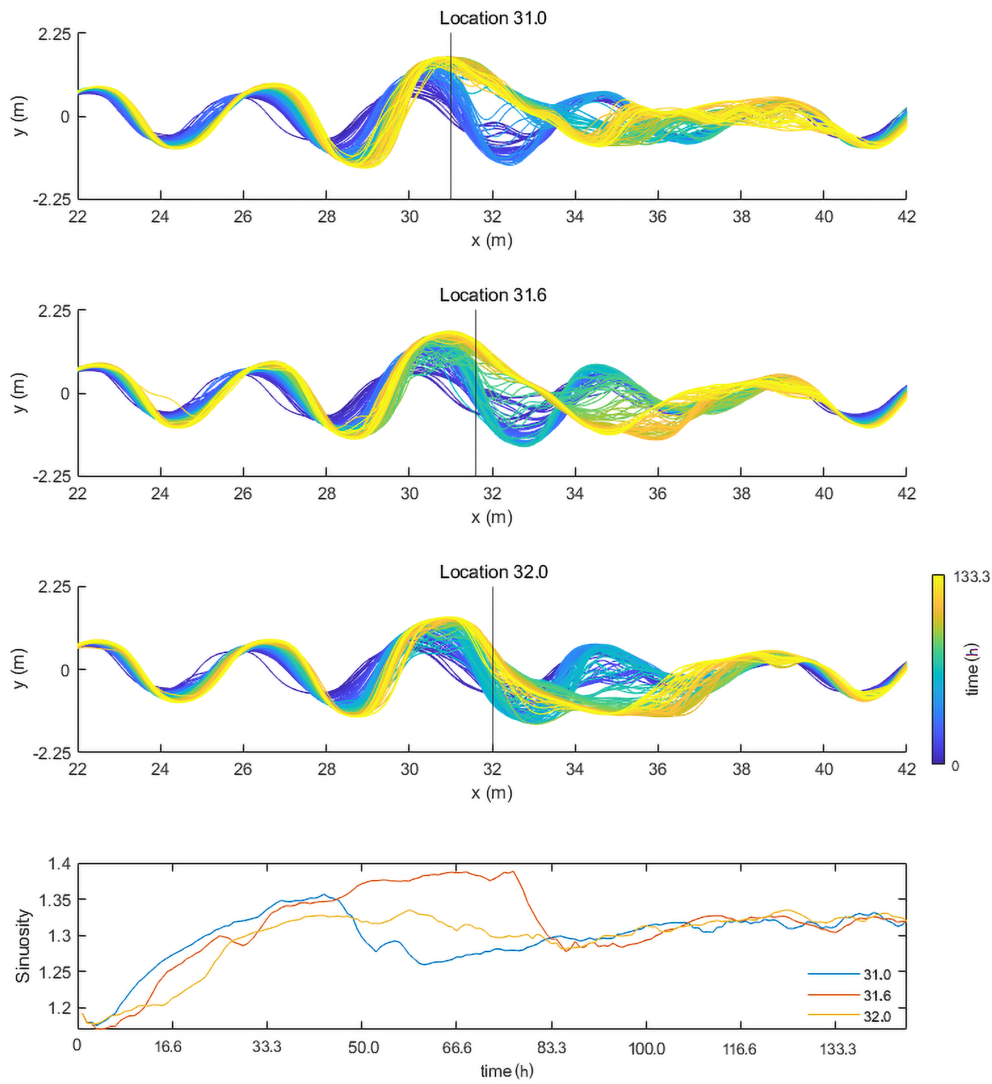 Location 31.0
2.25
y (m)
0
-2.25
22 24 26 28 30 32 34 36 38 40 42
x (m)
Location 31.6
2.25
y (m)
0
-2.25
22 24 26 28 30 32 34 36 38 40 42
x (m)
Location 32.0
2.25
133.3
y (m)
0
time (h)
-2.25
0
22 24 26 28 30 32 34 36 38 40 42
x (m)
1.4
1.35
Sinuosity
1.3
1.25
31.0
31.6
1.2
32.0
0 16.6 33.3 50.0 66.6 83.3 100.0 116.6 133.3
time (h)